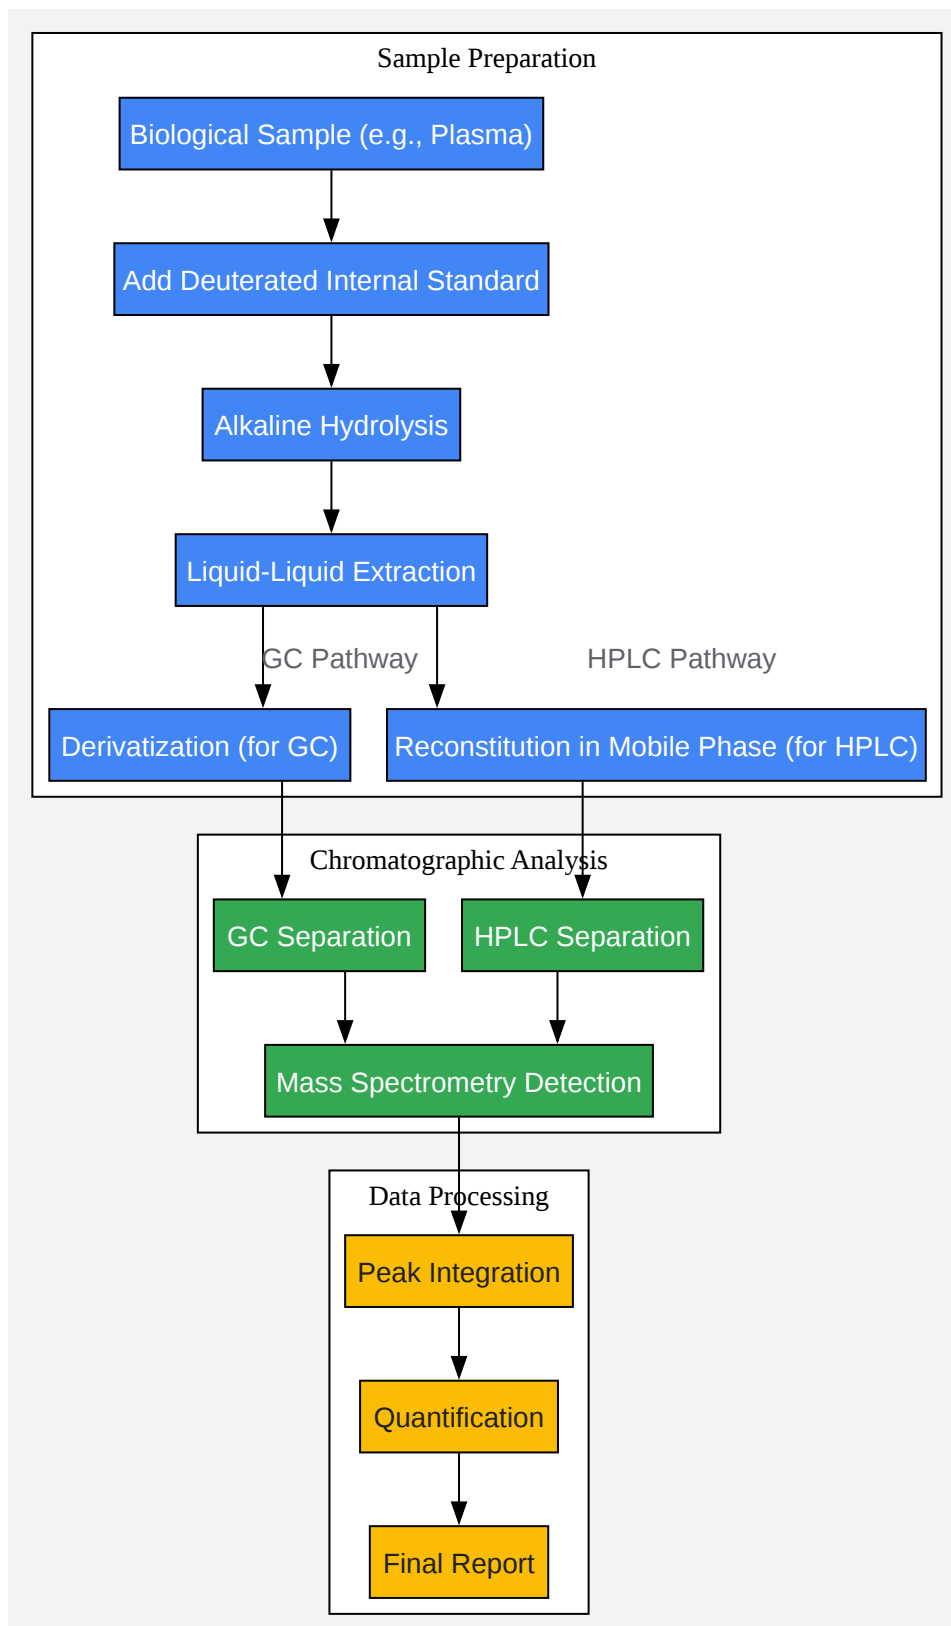 Sample Preparation
Biological Sample (e.g., Plasma)
Add Deuterated Internal Standard
Alkaline Hydrolysis
Liquid-Liquid Extraction
GC Pathway
HPLC Pathway
Derivatization (for GC)
Reconstitution in Mobile Phase (for HPLC)
Chromatographic Analysis
GC Separation
HPLC Separation
Mass Spectrometry Detection
Data Processing
Peak Integration
Quantification
Final Report